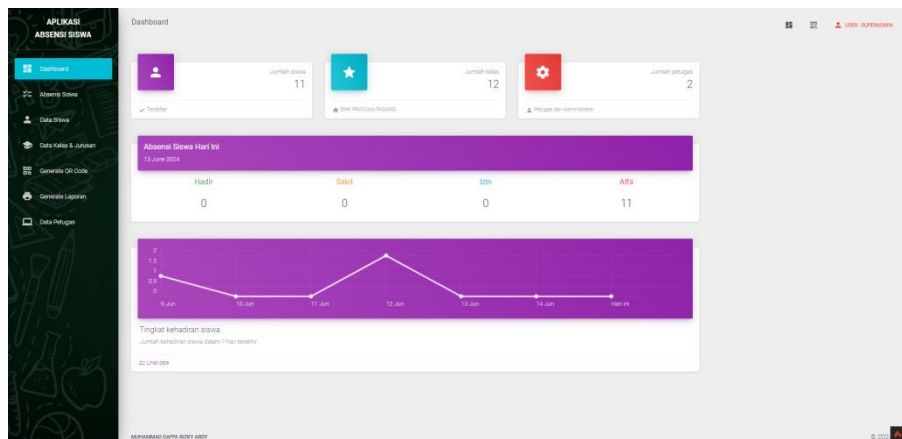 APLIKASI
ABSENSI SISWA
Dashboard
Absensi Siswa
Data Siswa
Data Kelas & Jurusan
Generate QR Code
Generate Laporan
Data Petugas
Dashboard
USER : SUPERADMIN
Jumlah siswa
11
Terdaftar
Jumlah kelas
12
SMK PRATAMA PADANG
Jumlah petugas
2
Petugas dan Administrator
Absensi Siswa Hari Ini
15 June 2024
Hadir Sakit Izin Alfa
0 0 0 11
2
1.5
1
0.5
0
9 Jun 10 Jun 11 Jun 12 Jun 13 Jun 14 Jun Hari ini
Tingkat kehadiran siswa
Jumlah kehadiran siswa dalam 7 hari terakhir
Lihat data
MUHAMMAD DAFFA RIZKY ARDY